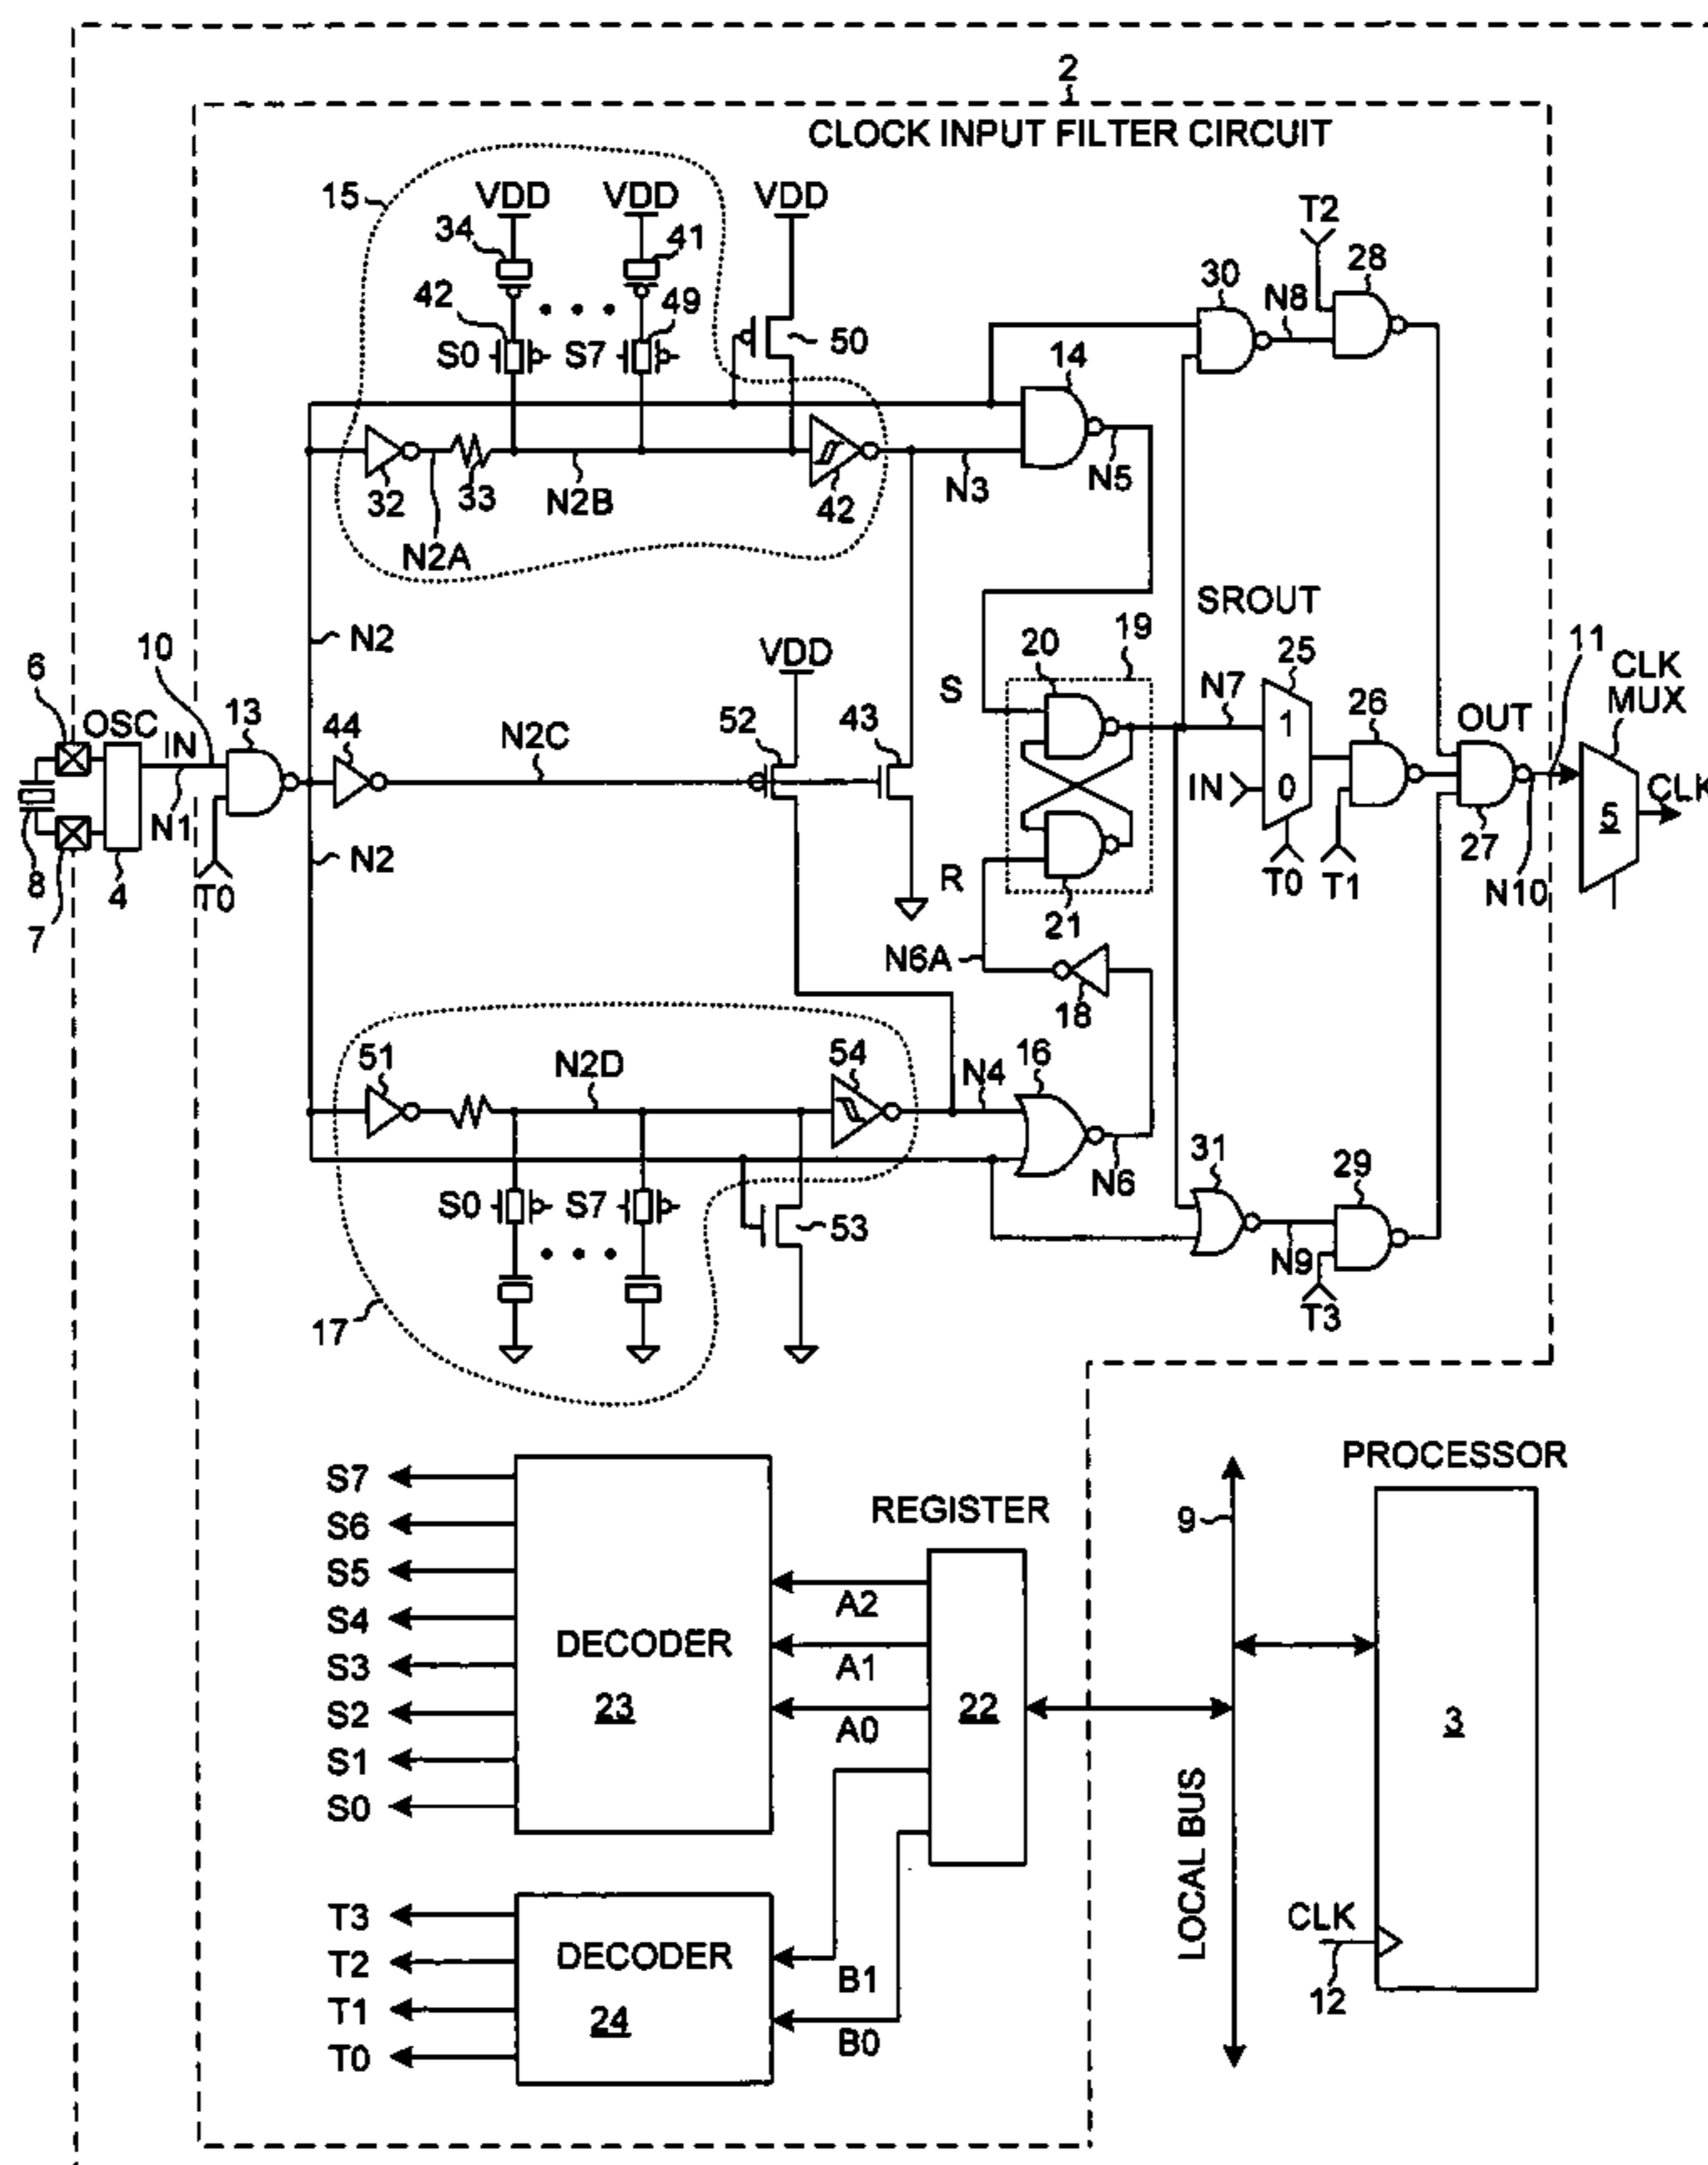 2
CLOCK INPUT FILTER CIRCUIT
15
VDD
VDD
VDD
34
41
42
49
S0
S7
50
T2
30
N8
28
14
32
33
N2B
42
N3
N5
N2A
N2
SROUT
10
20
19
25
11
CLK
MUX
6
OSC
IN
13
44
N2C
VDD
52
43
S
N7
1
26
OUT
IN
0
5
CLK
8
7
4
N1
T0
N2
R
21
T0
T1
27
N10
N6A
18
51
N2D
54
N4
16
N6
31
29
S0
S7
53
N9
T3
17
PROCESSOR
S7
S6
S5
S4
S3
S2
S1
S0
DECODER
23
REGISTER
A2
A1
A0
22
9
3
LOCAL BUS
T3
T2
T1
T0
DECODER
24
B1
B0
CLK
12